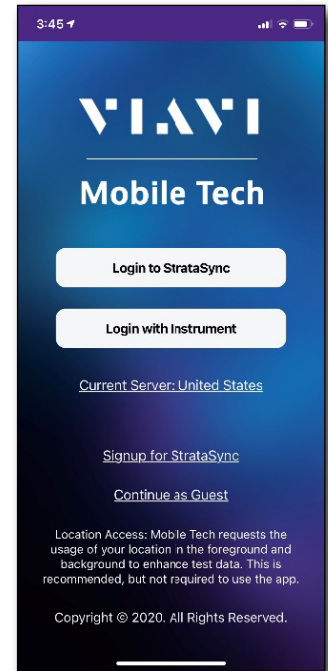 3:45
VIAVI
Mobile Tech
Login to StrataSync
Login with Instrument
Current Server: United States
Signup for StrataSync
Continue as Guest
Location Access: Mobile Tech requests the
usage of your location in the foreground and
background to enhance test data. This is
recommended, but not required to use the app.
Copyright © 2020. All Rights Reserved.